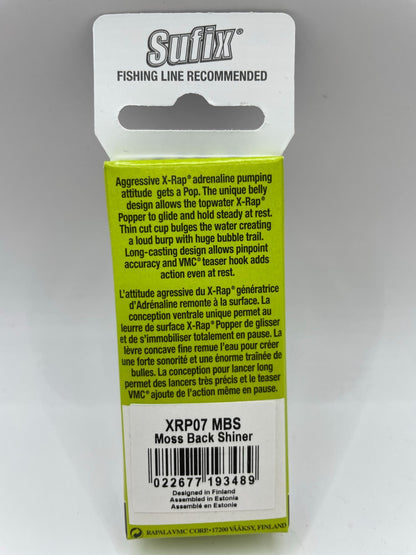 Sufix®
FISHING LINE RECOMMENDED
Aggressive X-Rap® adrenaline pumping
attitude gets a Pop. The unique belly
design allows the topwater X-Rap®
Popper to glide and hold steady at rest.
Thin cut cup bulges the water creating
a loud burp with huge bubble trail.
Long-casting design allows pinpoint
accuracy and VMC® teaser hook adds
action even at rest.
L'attitude agressive du X-Rap® génératrice
d'Adrénaline remonte à la surface. La
conception ventrale unique permet au
leurre de surface X-Rap® Popper de glisser
et de s'immobiliser totalement en pause. La
lèvre concave fine remue l'eau pour créer
une forte sonorité et une énorme traînée de
bulles. La conception pour lancer long
permet des lancers très précis et le teaser
VMC® ajoute de l'action même en pause.
XRP07 MBS
Moss Back Shiner
022677 193489
Designed in Finland
Assembled in Estonia
Assemblé en Estonie
RAPALA VMC CORP. • 17200 VÄÄKSY, FINLAND